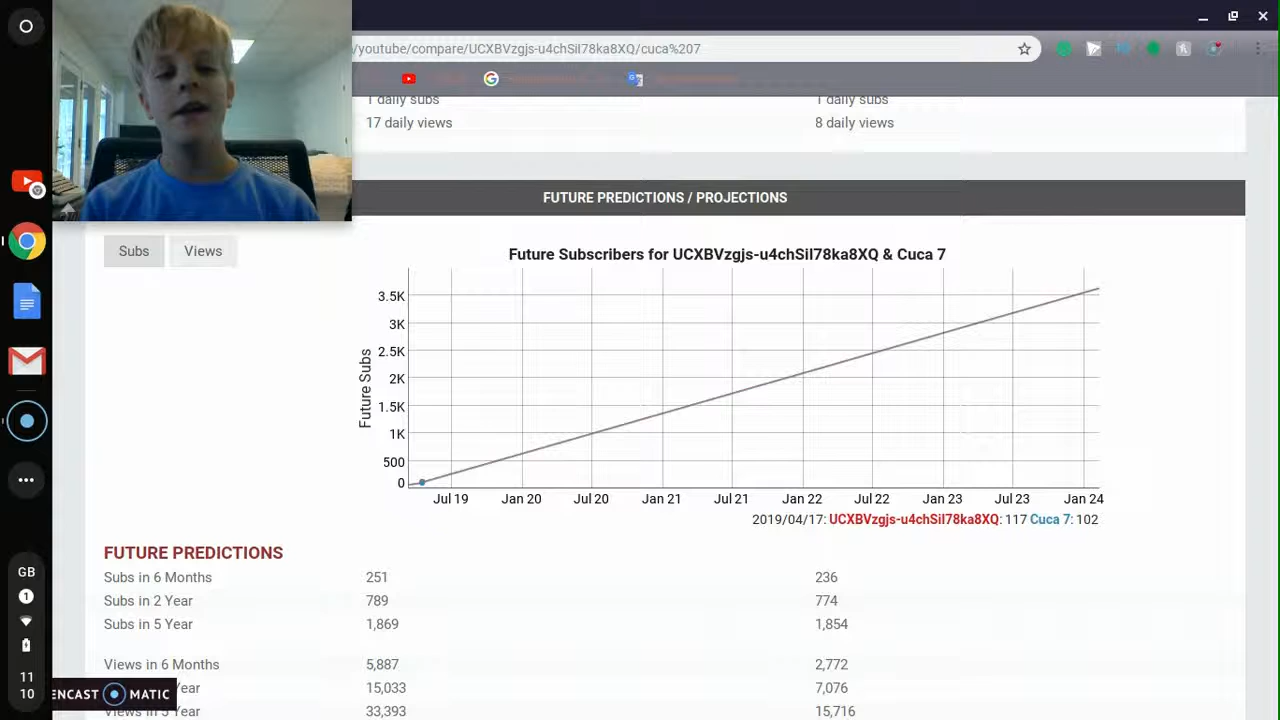 /youtube/compare/UCXBVzgjs-u4chSil78ka8XQ/cuca%207
1 daily subs 1 daily subs
17 daily views 8 daily views
FUTURE PREDICTIONS / PROJECTIONS
Subs Views
Future Subscribers for UCXBVzgjs-u4chSil78ka8XQ & Cuca 7
3.5K
3K
2.5K
2K
1.5K
1K
500
0
Future Subs
Jul 19 Jan 20 Jul 20 Jan 21 Jul 21 Jan 22 Jul 22 Jan 23 Jul 23 Jan 24
2019/04/17: UCXBVzgjs-u4chSil78ka8XQ: 117 Cuca 7: 102
FUTURE PREDICTIONS
Subs in 6 Months 251 236
Subs in 2 Year 789 774
Subs in 5 Year 1,869 1,854
Views in 6 Months 5,887 2,772
Year 15,033 7,076
Views in 5 Year 33,393 15,716
GB
1
11
10
ENCAST MATIC